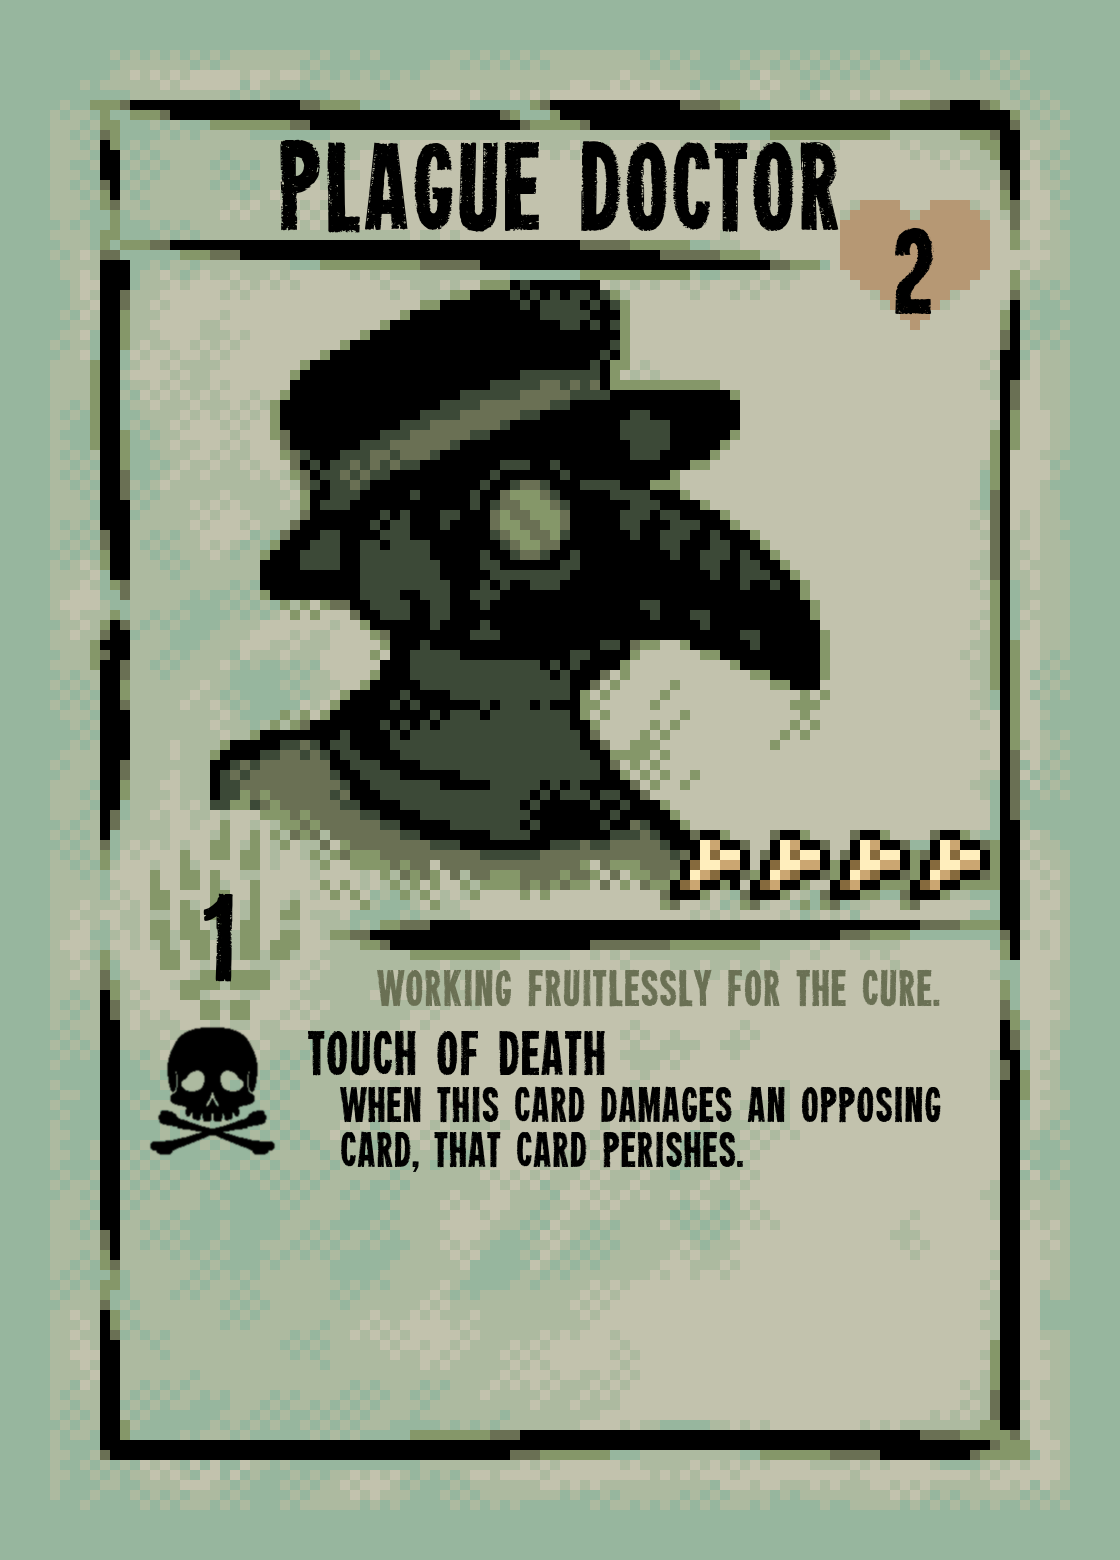 PLAGUE DOCTOR
2
1
WORKING FRUITLESSLY FOR THE CURE.
TOUCH OF DEATH
WHEN THIS CARD DAMAGES AN OPPOSING
CARD, THAT CARD PERISHES.